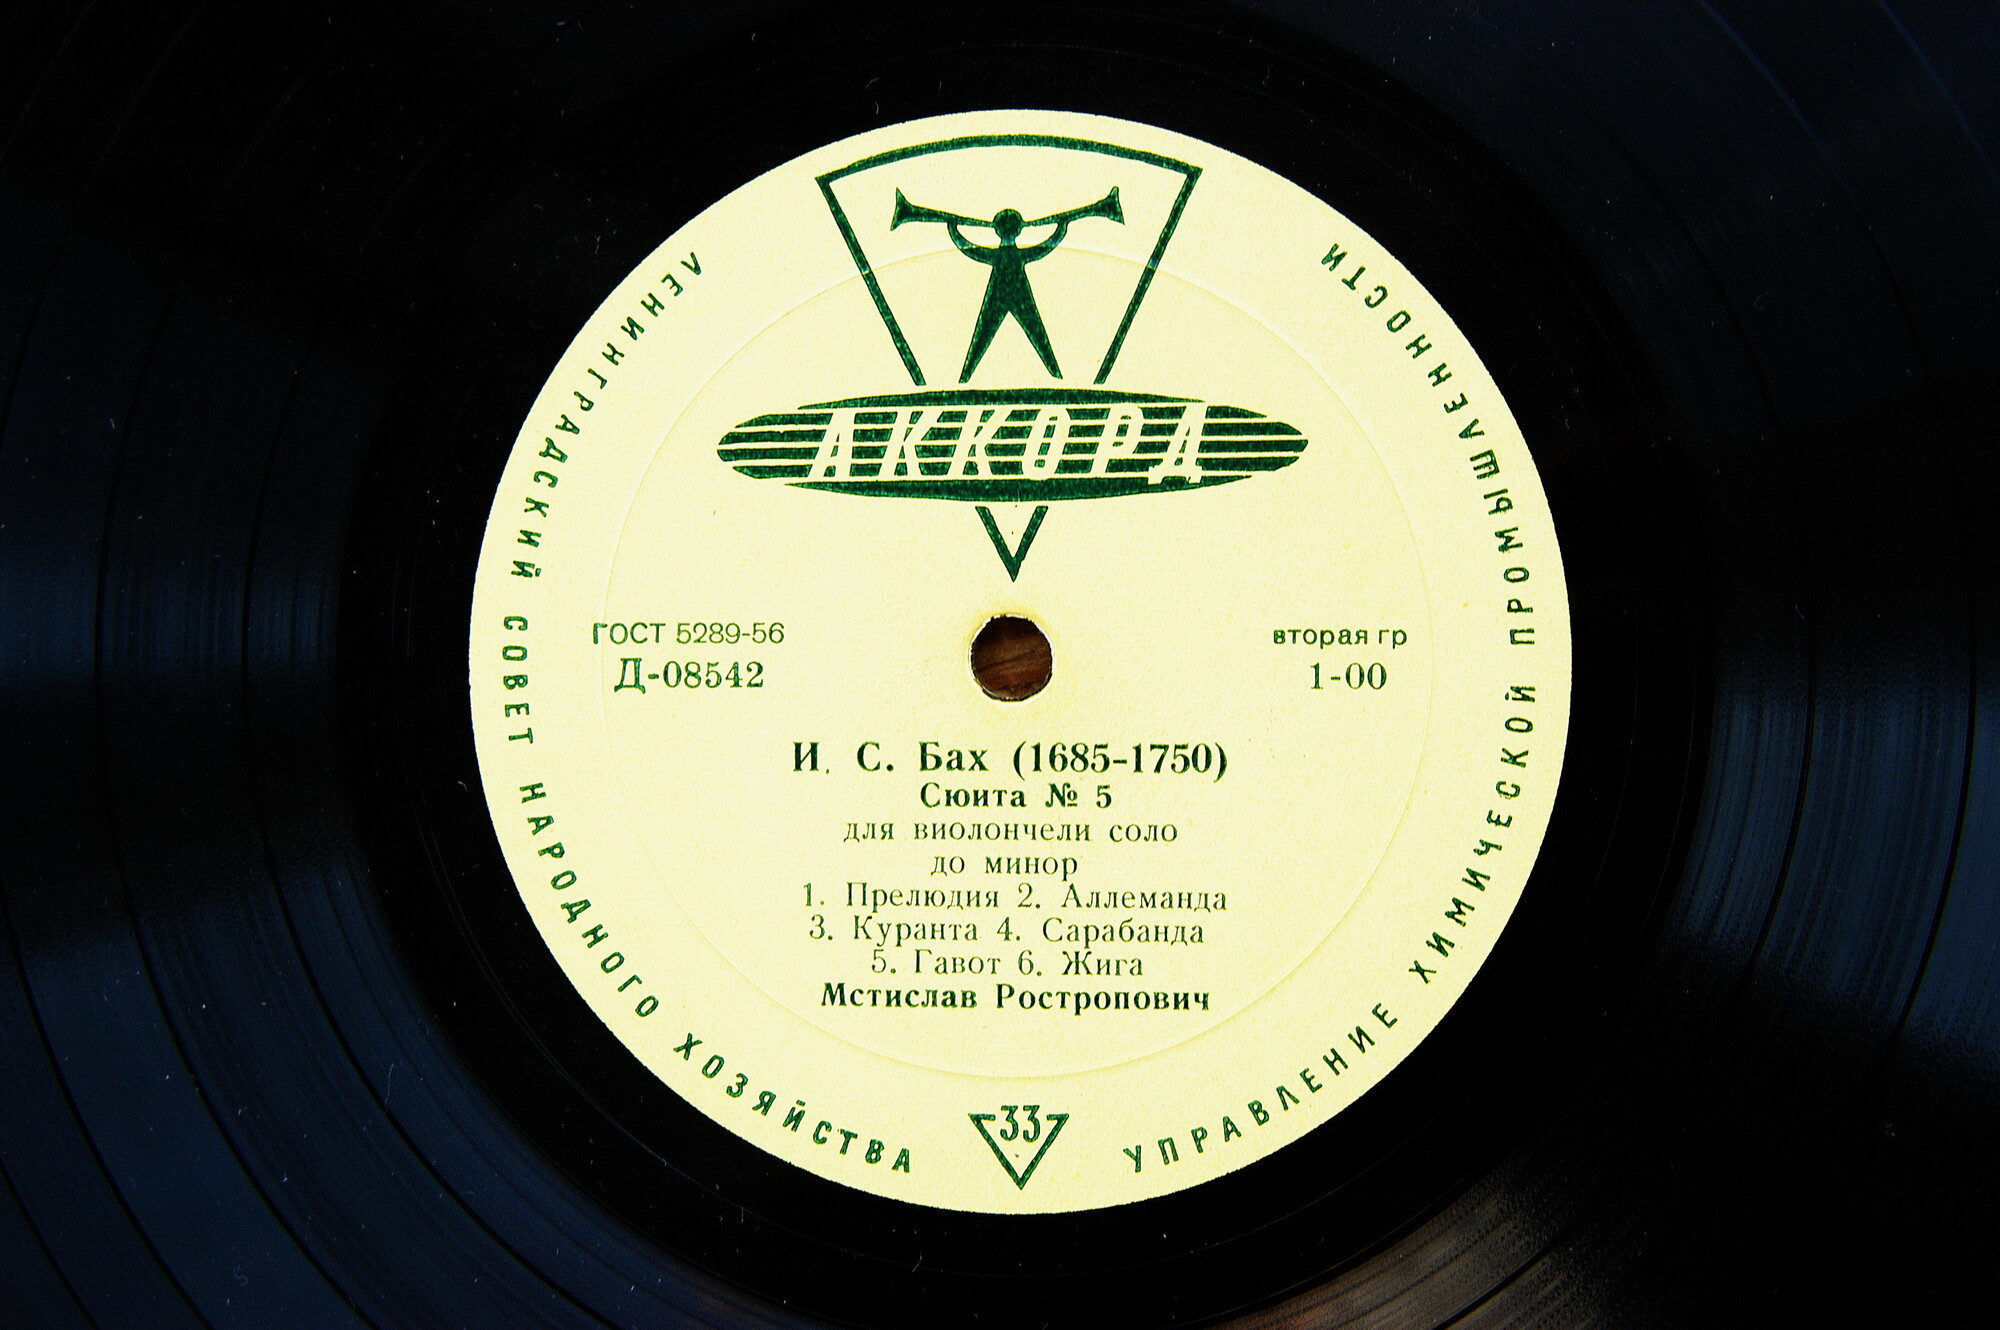 АККОРД
ЛЕНИНГРАДСКИЙ СОВЕТ НАРОДНОГО ХОЗЯЙСТВА
УПРАВЛЕНИЕ ХИМИЧЕСКОЙ ПРОМЫШЛЕННОСТИ
ГОСТ 5289-56
Д-08542
вторая гр
1-00
И. С. Бах (1685-1750)
Сюита № 5
для виолончели соло
до минор
1. Прелюдия 2. Аллеманда
3. Куранта 4. Сарабанда
5. Гавот 6. Жига
Мстислав Ростропович
33